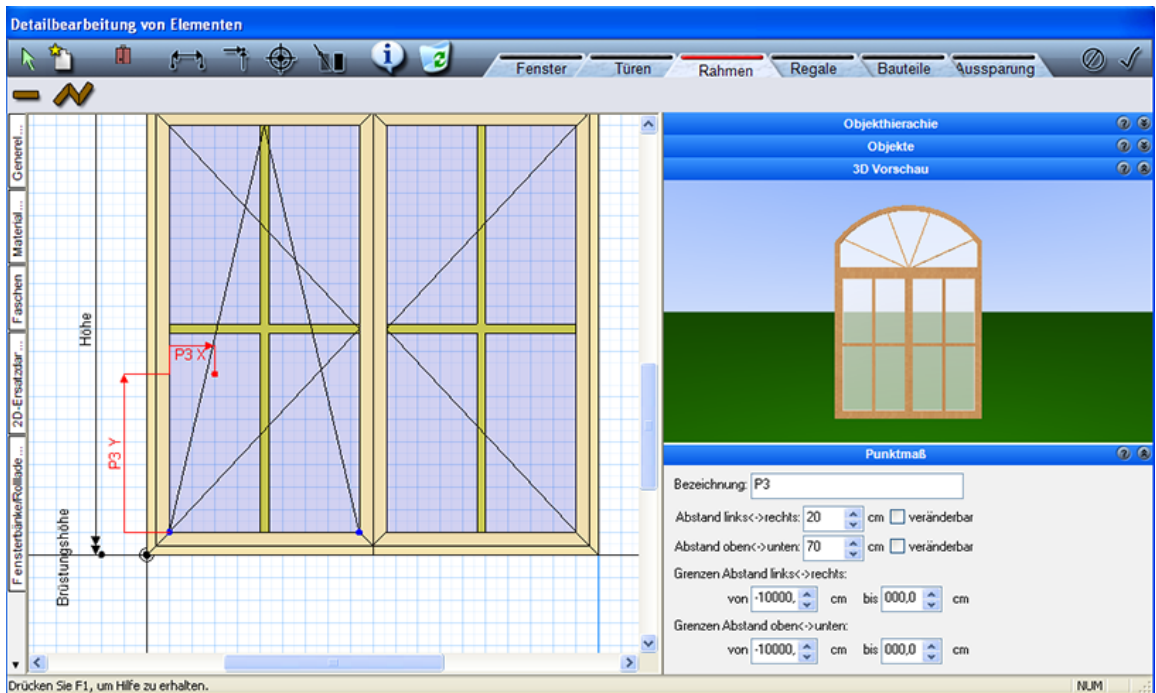 Detailbearbeitung von Elementen
Fenster Türen Rahmen Regale Bauteile Aussparung
Generel...
Material...
Faschen
2D-Ersatzdar...
Fensterbänke/Rollade...
Höhe
Brüstungshöhe
P3 X
P3 Y
Objekthierachie
Objekte
3D Vorschau
Punktmaß
Bezeichnung: P3
Abstand links<->rechts: 20 cm veränderbar
Abstand oben<->unten: 70 cm veränderbar
Grenzen Abstand links<->rechts:
von -10000, cm bis 000,0 cm
Grenzen Abstand oben<->unten:
von -10000, cm bis 000,0 cm
Drücken Sie F1, um Hilfe zu erhalten.
NUM